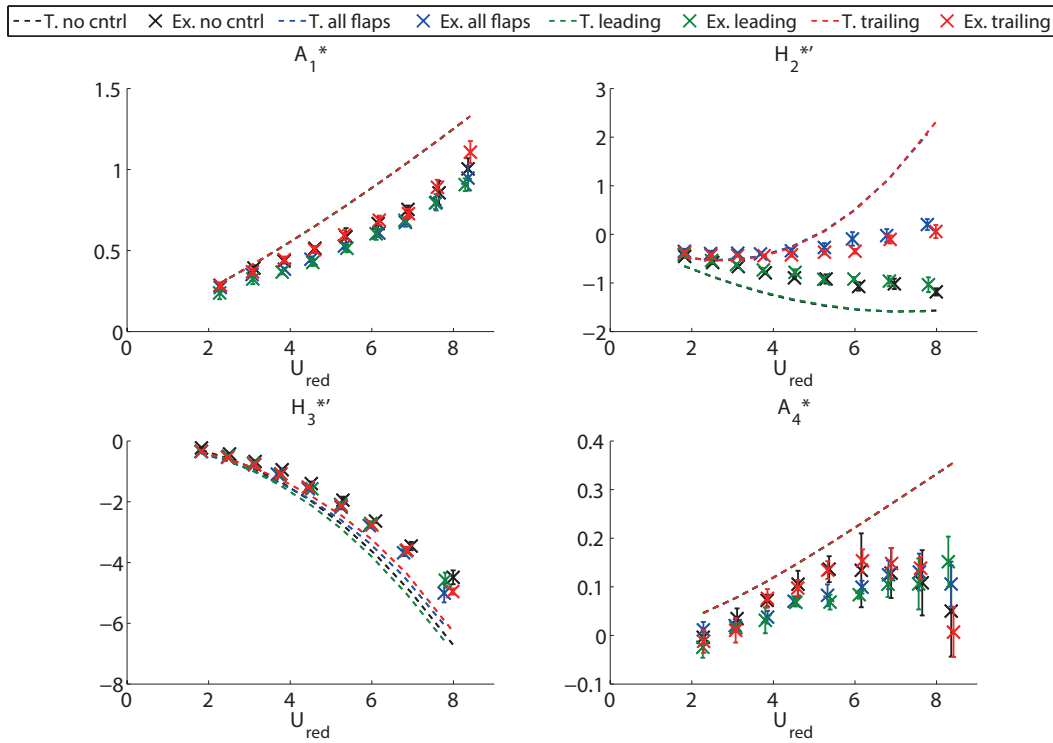 T. no cntrl Ex. no cntrl T. all flaps Ex. all flaps T. leading Ex. leading T. trailing Ex. trailing
A1*
1.5
1
0.5
0
0 2 4 6 8
Ured
H2*'
3
2
1
0
−1
−2
0 2 4 6 8
Ured
H3*'
0
−2
−4
−6
−8
0 2 4 6 8
Ured
A4*
0.4
0.3
0.2
0.1
0
−0.1
0 2 4 6 8
Ured